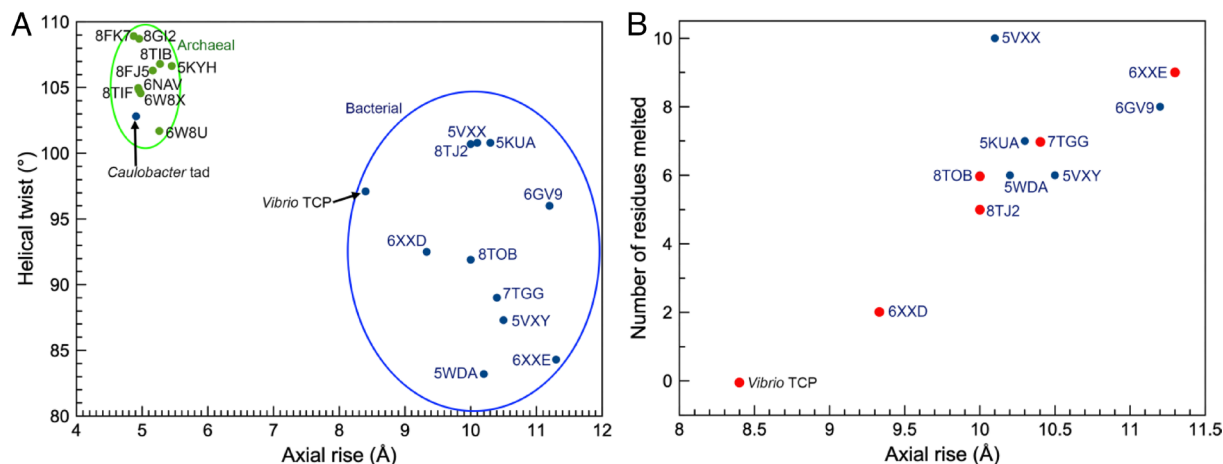 A
Helical twist (°)
110
105
100
95
90
85
80
4
5
6
7
8
9
10
11
12
Axial rise (Å)
8FK7
8GI2
Archaeal
8TIB
8FJ5
5KYH
6NAV
8TIF
6W8X
6W8U
Caulobacter tad
Bacterial
5VXX
8TJ2
5KUA
Vibrio TCP
6GV9
6XXD
8TOB
7TGG
5VXY
6XXE
5WDA
B
Number of residues melted
10
8
6
4
2
0
8
8.5
9
9.5
10
10.5
11
11.5
Axial rise (Å)
5VXX
6XXE
6GV9
5KUA
7TGG
8TOB
5WDA
5VXY
8TJ2
6XXD
Vibrio TCP